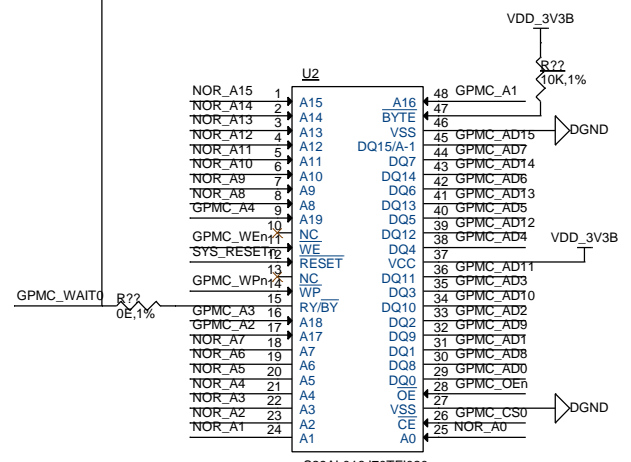 VDD_3V3B
R??
10K,1%
U2
NOR_A15 1 A15 A16 48 GPMC_A1
NOR_A14 2 A14 BYTE 47
NOR_A13 3 A13 VSS 46 DGND
NOR_A12 4 A12 DQ15/A-1 45 GPMC_AD15
NOR_A11 5 A11 DQ7 44 GPMC_AD7
NOR_A10 6 A10 DQ14 43 GPMC_AD14
NOR_A9 7 A9 DQ6 42 GPMC_AD6
NOR_A8 8 A8 DQ13 41 GPMC_AD13
GPMC_A4 9 A19 DQ5 40 GPMC_AD5
10 NC DQ12 39 GPMC_AD12
GPMC_WEn 11 WE DQ4 38 GPMC_AD4
VDD_3V3B
SYS_RESETn 12 RESET VCC 37
13 NC DQ11 36 GPMC_AD11
GPMC_WPn 14 WP DQ3 35 GPMC_AD3
GPMC_WAIT0 R?? 15 RY/BY DQ10 34 GPMC_AD10
0E,1%
GPMC_A3 16 A18 DQ2 33 GPMC_AD2
GPMC_A2 17 A17 DQ9 32 GPMC_AD9
NOR_A7 18 A7 DQ1 31 GPMC_AD1
NOR_A6 19 A6 DQ8 30 GPMC_AD8
NOR_A5 20 A5 DQ0 29 GPMC_AD0
NOR_A4 21 A4 OE 28 GPMC_OEn
NOR_A3 22 A3 VSS 27 DGND
NOR_A2 23 A2 CE 26 GPMC_CS0
NOR_A1 24 A1 A0 25 NOR_A0